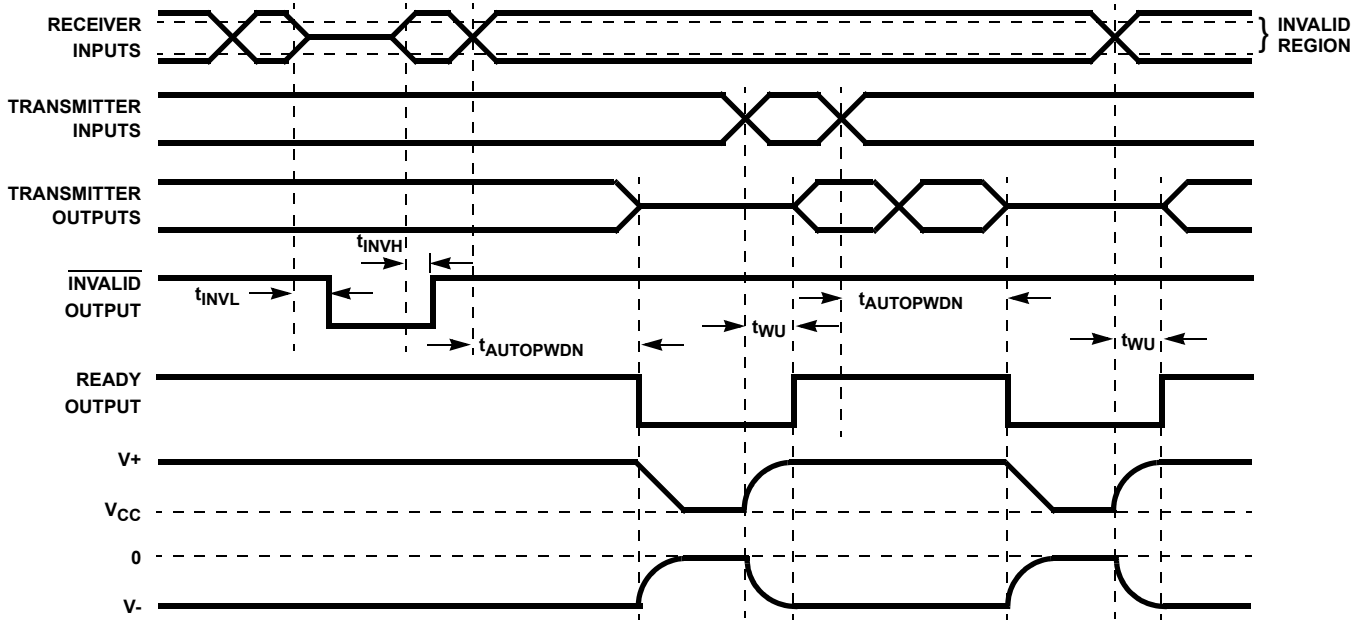 RECEIVER
INPUTS
} INVALID
REGION
TRANSMITTER
INPUTS
TRANSMITTER
OUTPUTS
tINVH
INVALID
OUTPUT
tINVL
tAUTOPWDN
tWU
tWU
tAUTOPWDN
READY
OUTPUT
V+
VCC
0
V-